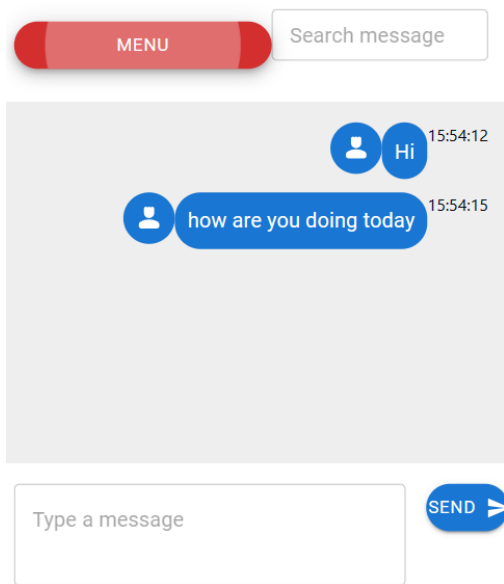 MENU
Search message
Hi
15:54:12
how are you doing today
15:54:15
Type a message
SEND